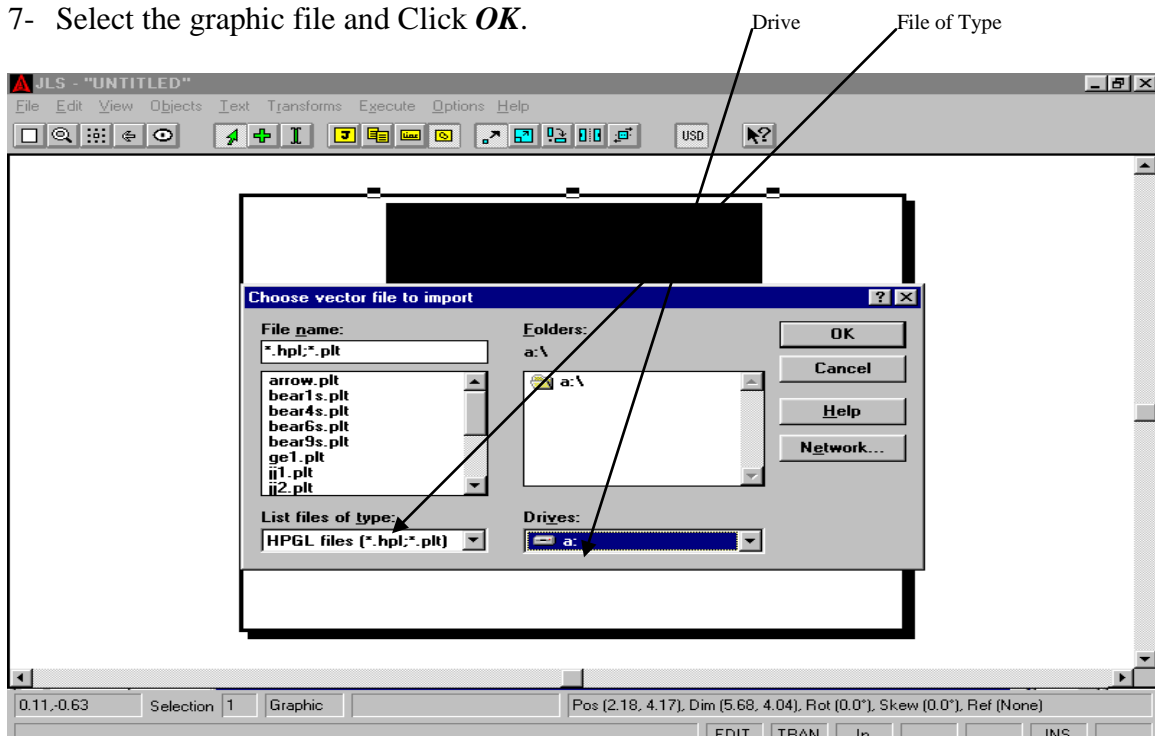 7- Select the graphic file and Click OK.
Drive
File of Type
JLS - "UNTITLED"
File Edit View Objects Text Transforms Execute Options Help
J
Line
USD
?
Choose vector file to import
File name:
*.hpl;*.plt
arrow.plt
bear1s.plt
bear4s.plt
bear6s.plt
bear9s.plt
ge1.plt
jj1.plt
jj2.plt
List files of type:
HPGL files (*.hpl;*.plt)
Folders:
a:\
a:\
Drives:
a:
OK
Cancel
Help
Network...
0.11,-0.63 Selection 1 Graphic Pos (2.18, 4.17), Dim (5.68, 4.04), Rot (0.0°), Skew (0.0°), Ref (None)
EDIT TRAN In INS